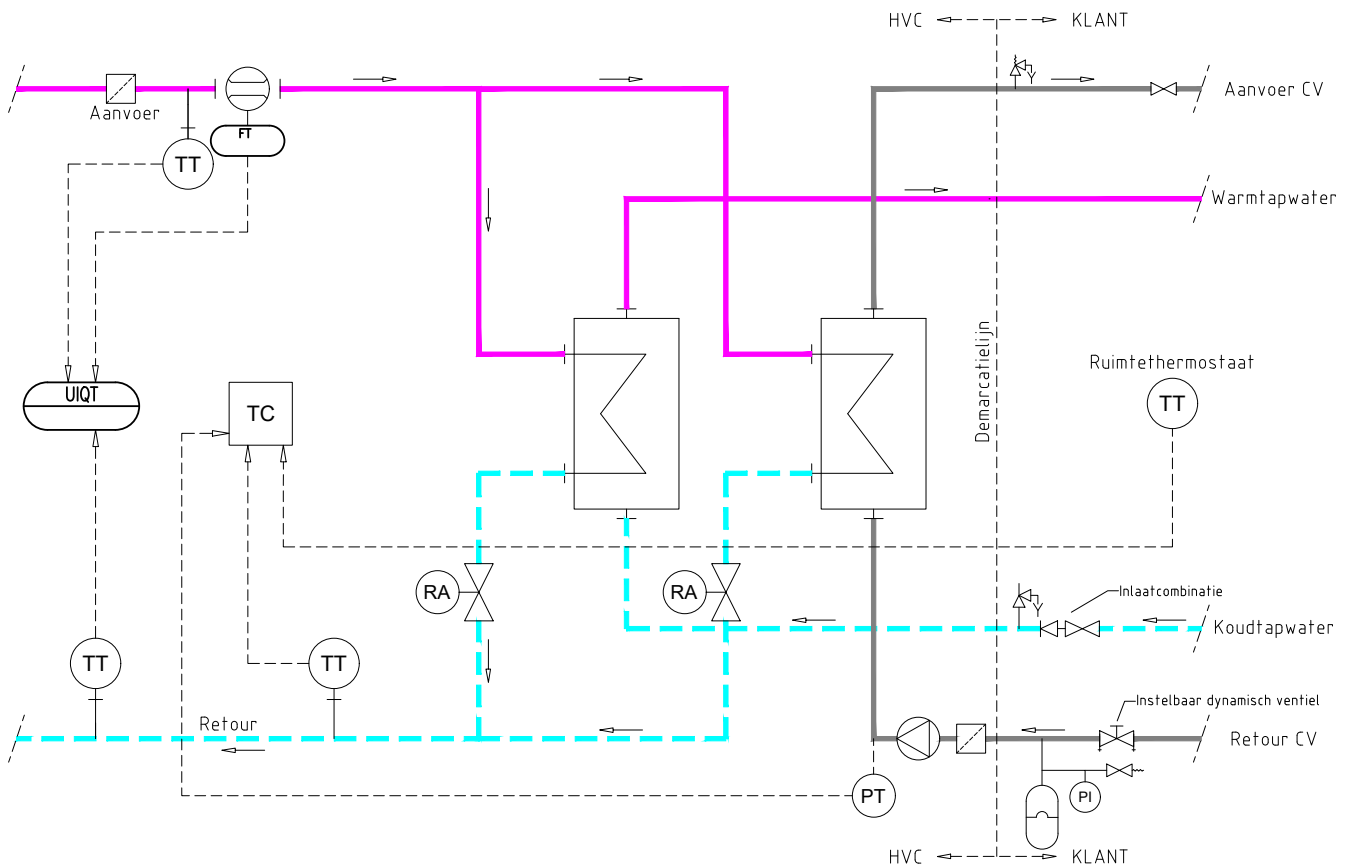 HVC KLANT
Aanvoer CV
Aanvoer
FT
TT
Warmtapwater
Demarcatielijn
Ruimtethermostaat
TT
UIQT
TC
RA
RA
Inlaatcombinatie
Koudtapwater
TT
TT
Retour
Instelbaar dynamisch ventiel
Retour CV
PT
PI
HVC KLANT